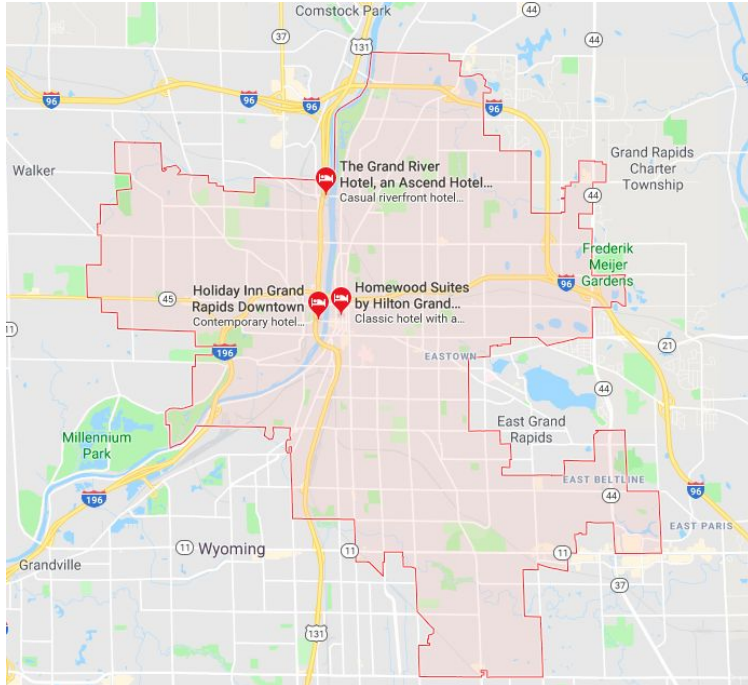 Comstock Park
44
37
131
44
96
96
96
96
Walker
The Grand River
Hotel, an Ascend Hotel...
Casual riverfront hotel...
Grand Rapids
Charter
Township
44
Frederik
Meijer
Gardens
96
45
Holiday Inn Grand
Rapids Downtown
Contemporary hotel...
Homewood Suites
by Hilton Grand...
Classic hotel with a...
11
196
EASTOWN
21
44
East Grand
Rapids
Millennium
Park
EAST BELTLINE
44
196
96
EAST PARIS
11
Wyoming
11
11
Grandville
37
131
44